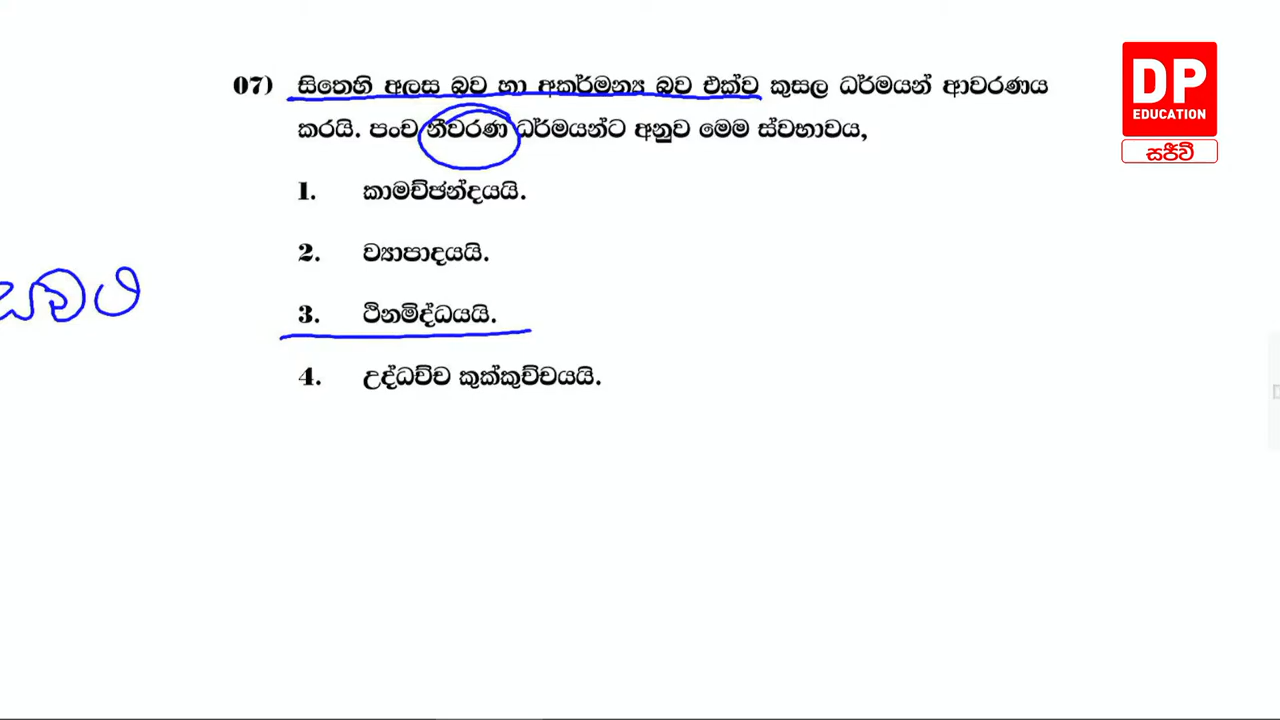 07) සිතෙහි අලස බව හා අකර්මන්‍ය බව එක්ව කුසල ධර්මයන් ආවරණය
කරයි. පංච නීවරණ ධර්මයන්ට අනුව මෙම ස්වභාවය,
1. කාමච්ඡන්දයයි.
2. ව්‍යාපාදයයි.
3. ථිනමිද්ධයයි.
4. උද්ධච්ච කුක්කුච්චයයි.
DP
EDUCATION
සජීවී